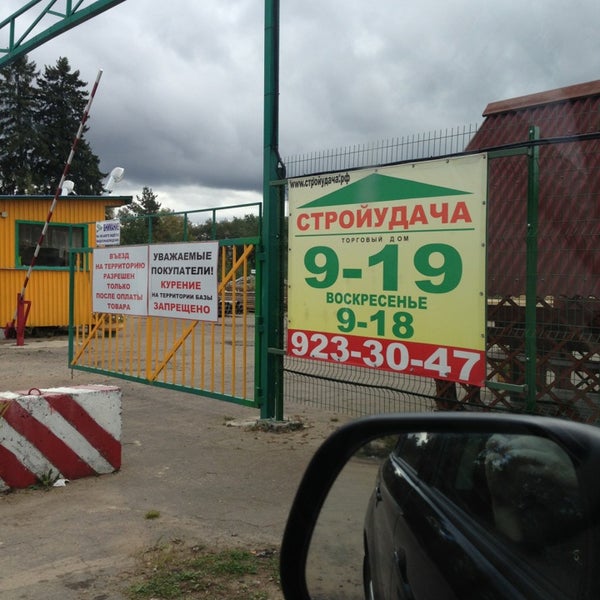 ВЪЕЗД
НА ТЕРРИТОРИЮ
РАЗРЕШЕН
ТОЛЬКО
ПОСЛЕ ОПЛАТЫ
ТОВАРА
УВАЖАЕМЫЕ
ПОКУПАТЕЛИ!
КУРЕНИЕ
НА ТЕРРИТОРИИ БАЗЫ
ЗАПРЕЩЕНО
www.стройудача.рф
СТРОЙУДАЧА
ТОРГОВЫЙ ДОМ
9-19
ВОСКРЕСЕНЬЕ
9-18
923-30-47